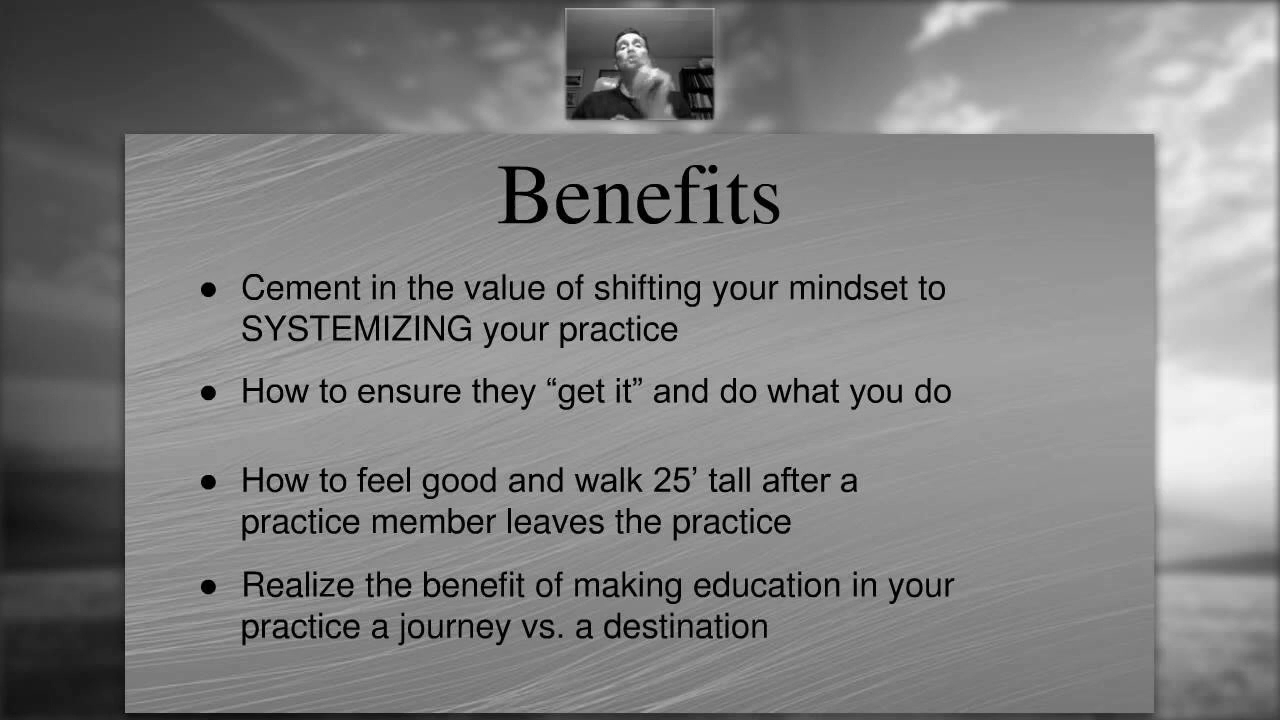 Benefits
● Cement in the value of shifting your mindset to
SYSTEMIZING your practice
● How to ensure they “get it” and do what you do
● How to feel good and walk 25’ tall after a
practice member leaves the practice
● Realize the benefit of making education in your
practice a journey vs. a destination